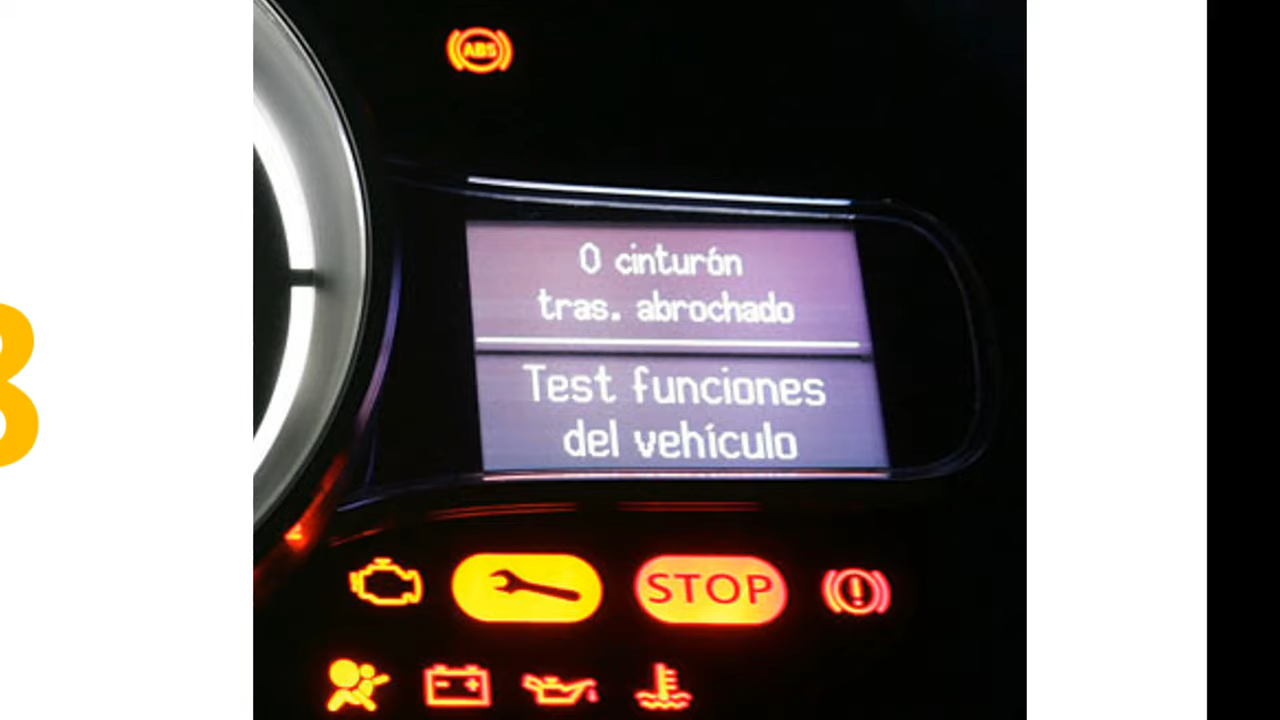 ABS
0 cinturón
tras. abrochado
Test funciones
del vehículo
STOP